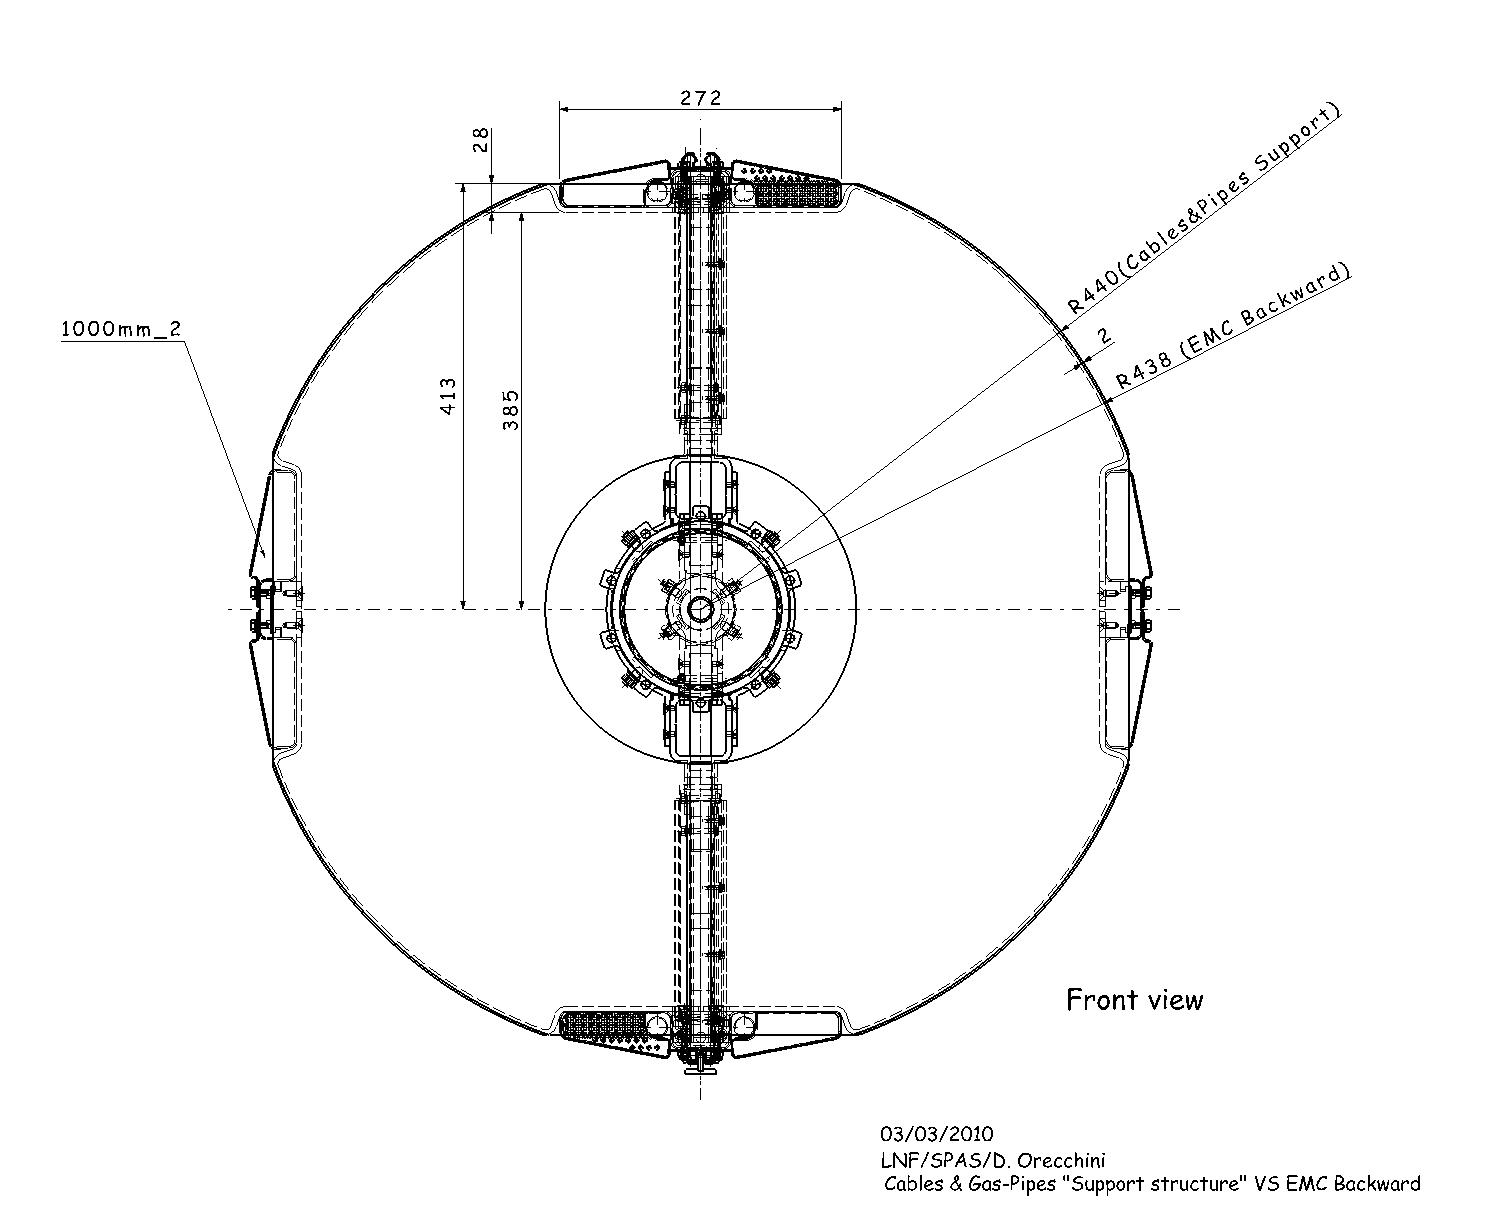 272
28
R440(Cables&Pipes Support)
R438 (EMC Backward)
2
1000mm_2
413
385
Front view
03/03/2010
LNF/SPAS/D. Orecchini
Cables & Gas-Pipes "Support structure" VS EMC Backward